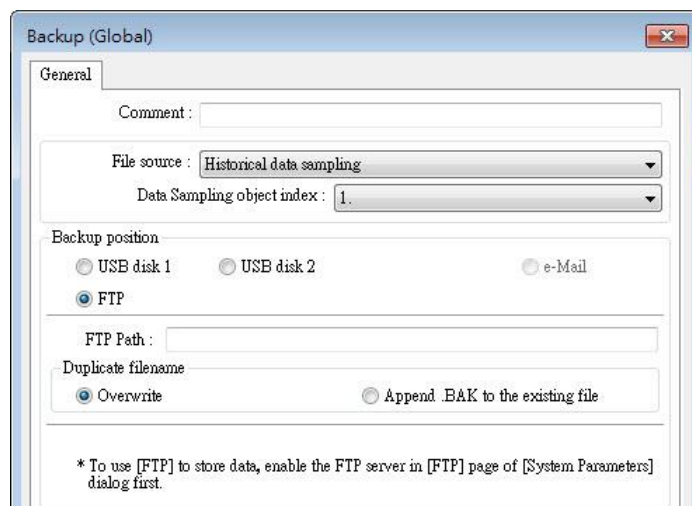 Backup (Global)
General
Comment :
File source : Historical data sampling
Data Sampling object index : 1.
Backup position
USB disk 1 USB disk 2 e-Mail
FTP
FTP Path :
Duplicate filename
Overwrite Append .BAK to the existing file
* To use [FTP] to store data, enable the FTP server in [FTP] page of [System Parameters]
dialog first.